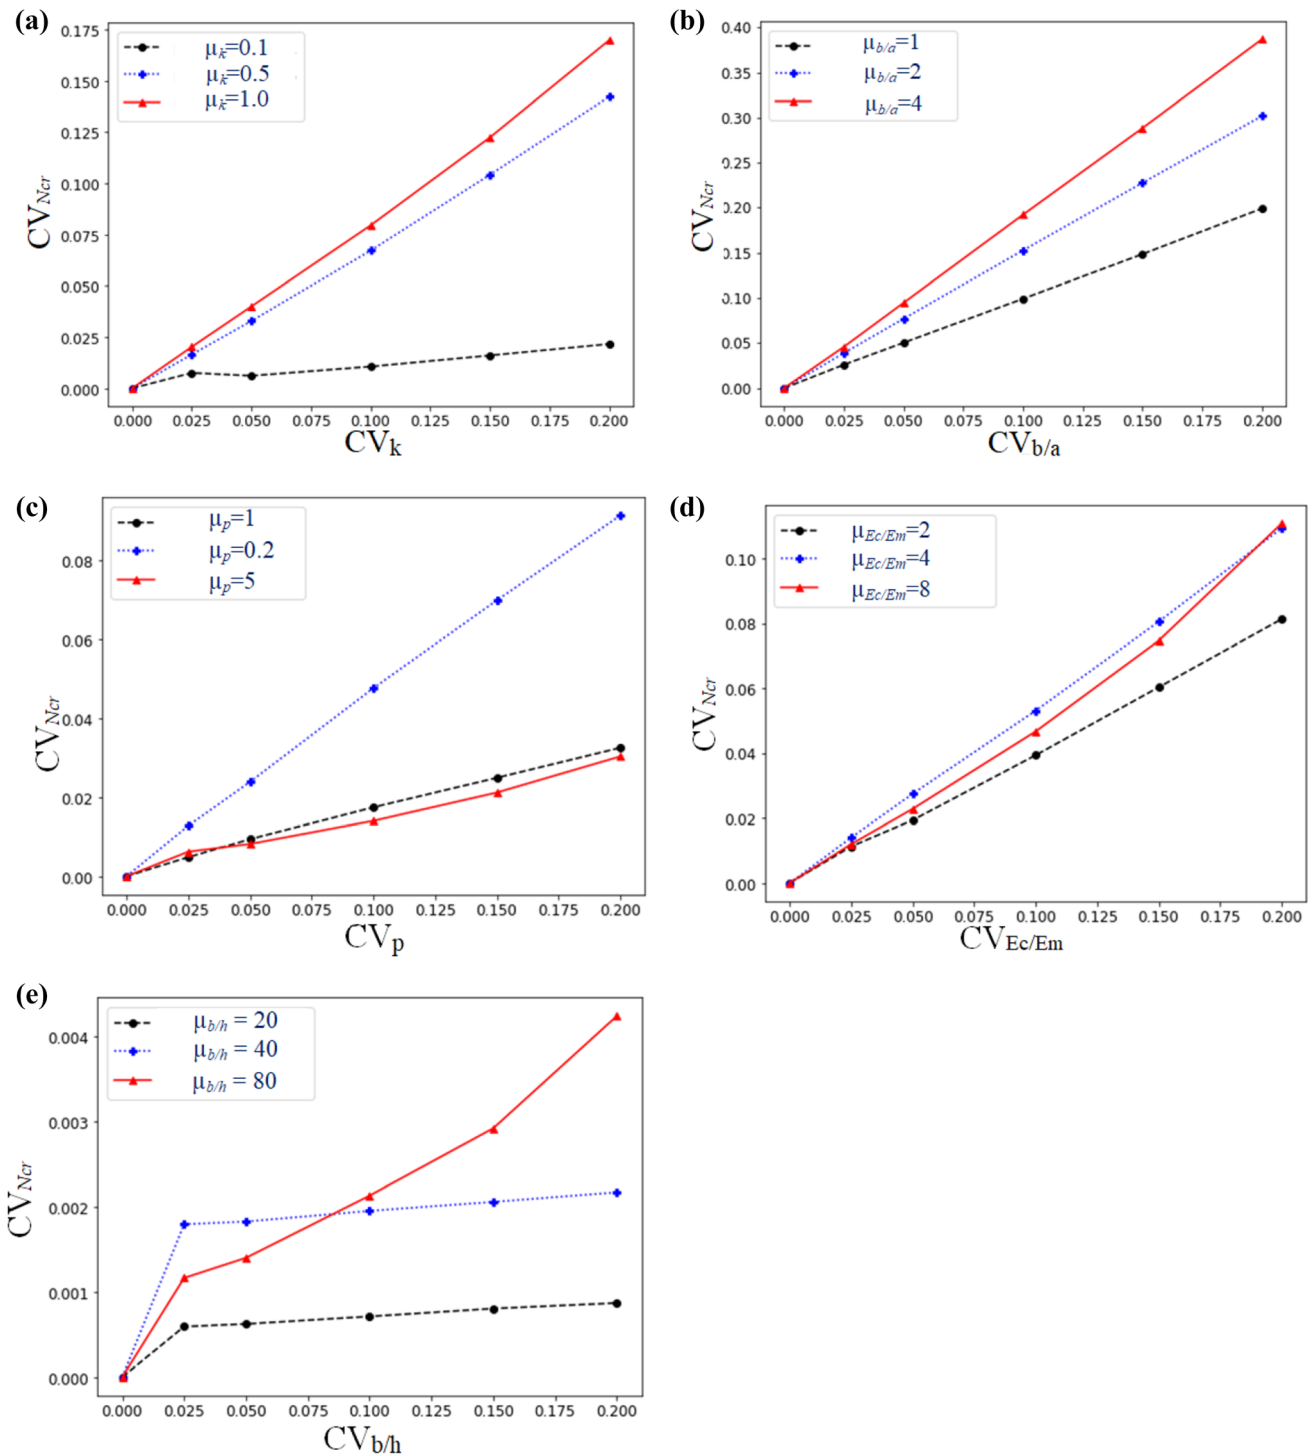 (a)
μk=0.1
μk=0.5
μk=1.0
0.175
0.150
0.125
0.100
0.075
0.050
0.025
0.000
CVNcr
0.000 0.025 0.050 0.075 0.100 0.125 0.150 0.175 0.200
CVk
(b)
μb/a=1
μb/a=2
μb/a=4
0.40
0.35
0.30
0.25
0.20
0.15
0.10
0.05
0.00
CVNcr
0.000 0.025 0.050 0.075 0.100 0.125 0.150 0.175 0.200
CVb/a
(c)
μp=1
μp=0.2
μp=5
0.08
0.06
0.04
0.02
0.00
CVNcr
0.000 0.025 0.050 0.075 0.100 0.125 0.150 0.175 0.200
CVp
(d)
μEc/Em=2
μEc/Em=4
μEc/Em=8
0.10
0.08
0.06
0.04
0.02
0.00
CVNcr
0.000 0.025 0.050 0.075 0.100 0.125 0.150 0.175 0.200
CVEc/Em
(e)
μb/h = 20
μb/h = 40
μb/h = 80
0.004
0.003
0.002
0.001
0.000
CVNcr
0.000 0.025 0.050 0.075 0.100 0.125 0.150 0.175 0.200
CVb/h